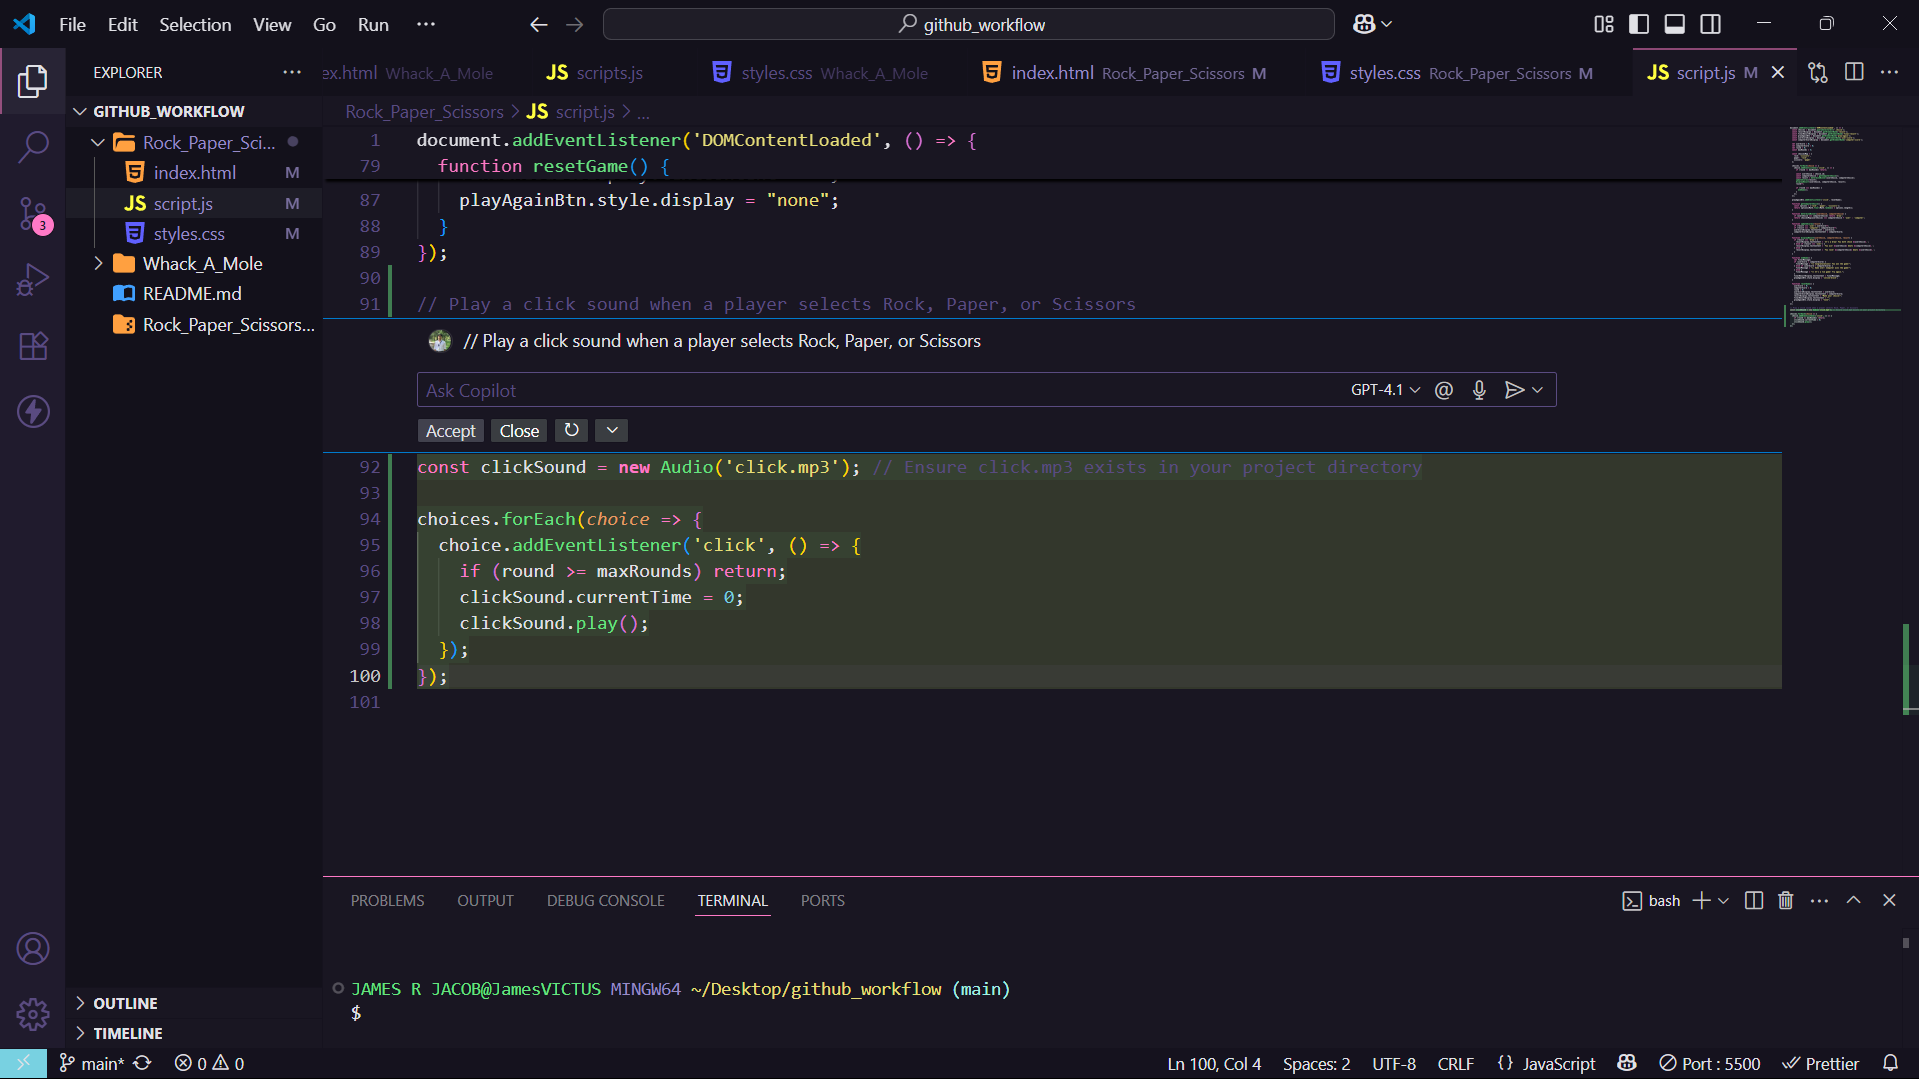 File Edit Selection View Go Run ···
github_workflow
EXPLORER ···
ex.html Whack_A_Mole
JS scripts.js
styles.css Whack_A_Mole
index.html Rock_Paper_Scissors M
styles.css Rock_Paper_Scissors M
JS script.js M
GITHUB_WORKFLOW
Rock_Paper_Sci...
index.html M
JS script.js M
styles.css M
Whack_A_Mole
README.md
Rock_Paper_Scissors...
3
Rock_Paper_Scissors > JS script.js > ...
1 document.addEventListener('DOMContentLoaded', () => {
79 function resetGame() {
87 playAgainBtn.style.display = "none";
88 }
89 });
90
91 // Play a click sound when a player selects Rock, Paper, or Scissors
// Play a click sound when a player selects Rock, Paper, or Scissors
Ask Copilot GPT-4.1 @
Accept Close
92 const clickSound = new Audio('click.mp3'); // Ensure click.mp3 exists in your project directory
93
94 choices.forEach(choice => {
95 choice.addEventListener('click', () => {
96 if (round >= maxRounds) return;
97 clickSound.currentTime = 0;
98 clickSound.play();
99 });
100 });
101
PROBLEMS OUTPUT DEBUG CONSOLE TERMINAL PORTS
bash
JAMES R JACOB@JamesVICTUS MINGW64 ~/Desktop/github_workflow (main)
$
OUTLINE
TIMELINE
main* 0 0
Ln 100, Col 4 Spaces: 2 UTF-8 CRLF {} JavaScript Port : 5500 Prettier